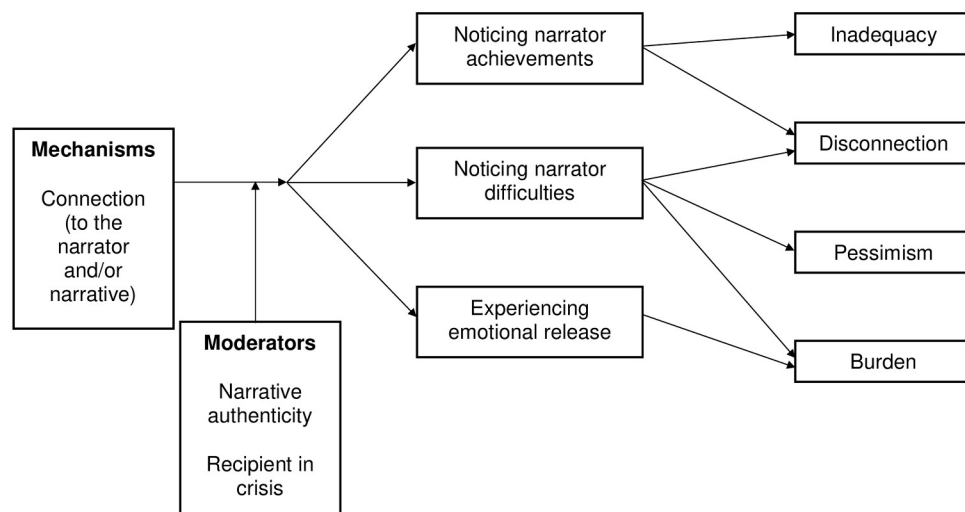 Mechanisms
Connection
(to the
narrator
and/or
narrative)
Moderators
Narrative
authenticity
Recipient in
crisis
Noticing narrator
achievements
Noticing narrator
difficulties
Experiencing
emotional release
Inadequacy
Disconnection
Pessimism
Burden